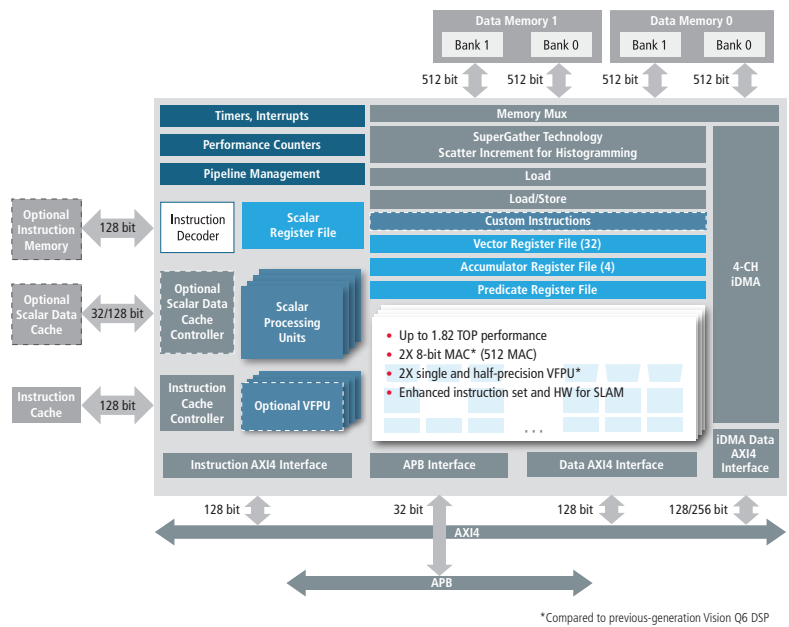 Data Memory 1
Data Memory 0
Bank 1
Bank 0
Bank 1
Bank 0
512 bit
512 bit
512 bit
512 bit
Timers, Interrupts
Performance Counters
Pipeline Management
Memory Mux
SuperGather Technology
Scatter Increment for Histogramming
Load
Load/Store
Custom Instructions
Vector Register File (32)
Accumulator Register File (4)
Predicate Register File
4-CH
iDMA
Optional
Instruction
Memory
128 bit
Instruction
Decoder
Scalar
Register File
Optional
Scalar Data
Cache
32/128 bit
Optional
Scalar Data
Cache
Controller
Scalar
Processing
Units
• Up to 1.82 TOP performance
• 2X 8-bit MAC* (512 MAC)
• 2X single and half-precision VFPU*
• Enhanced instruction set and HW for SLAM
...
Instruction
Cache
128 bit
Instruction
Cache
Controller
Optional VFPU
Instruction AXI4 Interface
APB Interface
Data AXI4 Interface
iDMA Data
AXI4
Interface
128 bit
32 bit
128 bit
128/256 bit
AXI4
APB
*Compared to previous-generation Vision Q6 DSP